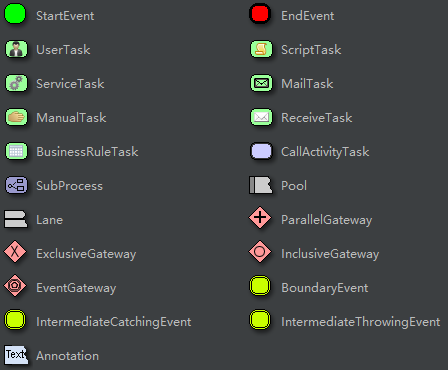 StartEvent EndEvent
UserTask ScriptTask
ServiceTask MailTask
ManualTask ReceiveTask
BusinessRuleTask CallActivityTask
SubProcess Pool
Lane ParallelGateway
X ExclusiveGateway InclusiveGateway
EventGateway BoundaryEvent
IntermediateCatchingEvent IntermediateThrowingEvent
Text Annotation